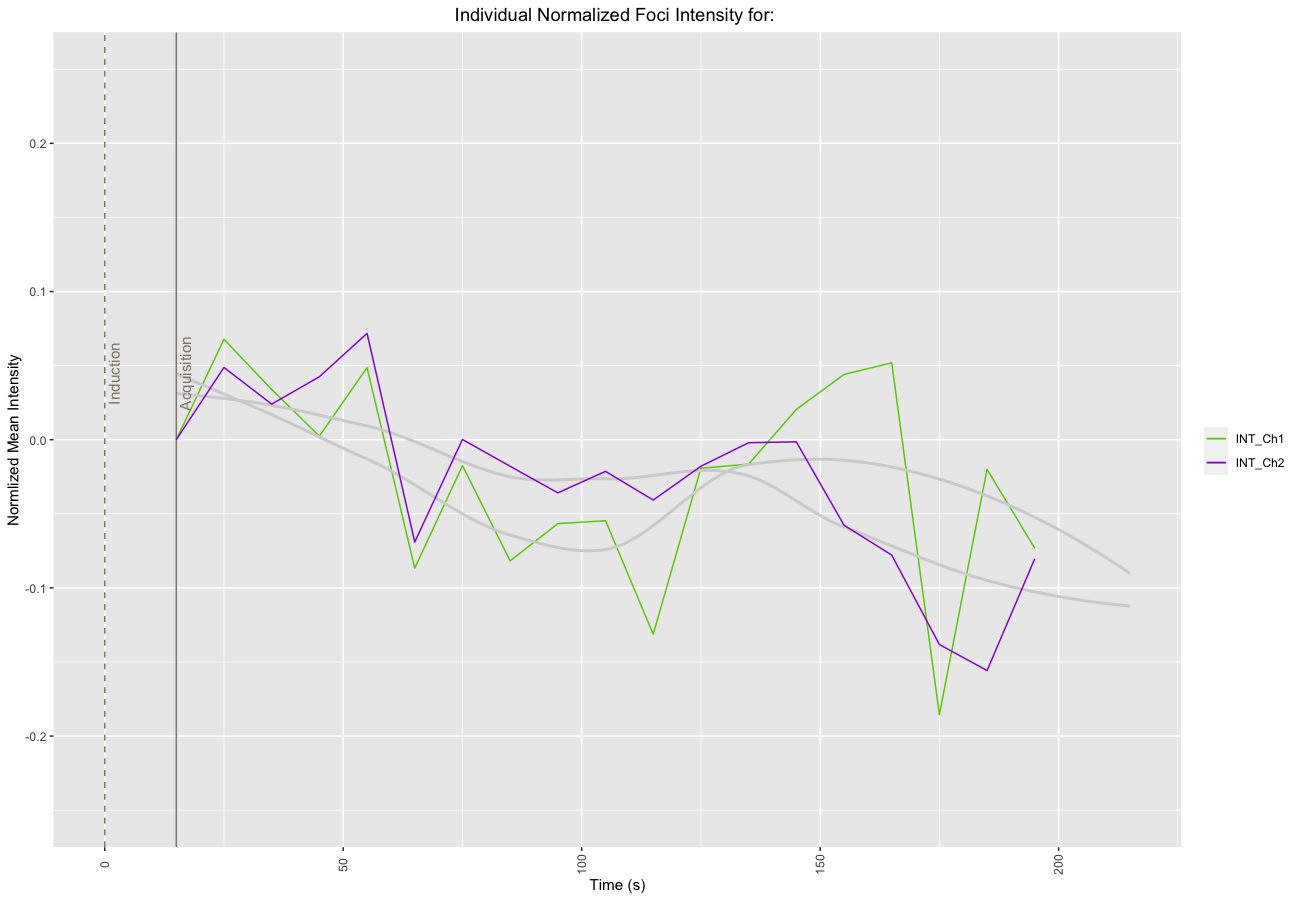 Individual Normalized Foci Intensity for:
Normlized Mean Intensity
0.2
0.1
0.0
-0.1
-0.2
Induction
Acquisition
0
50
100
150
200
Time (s)
INT_Ch1
INT_Ch2